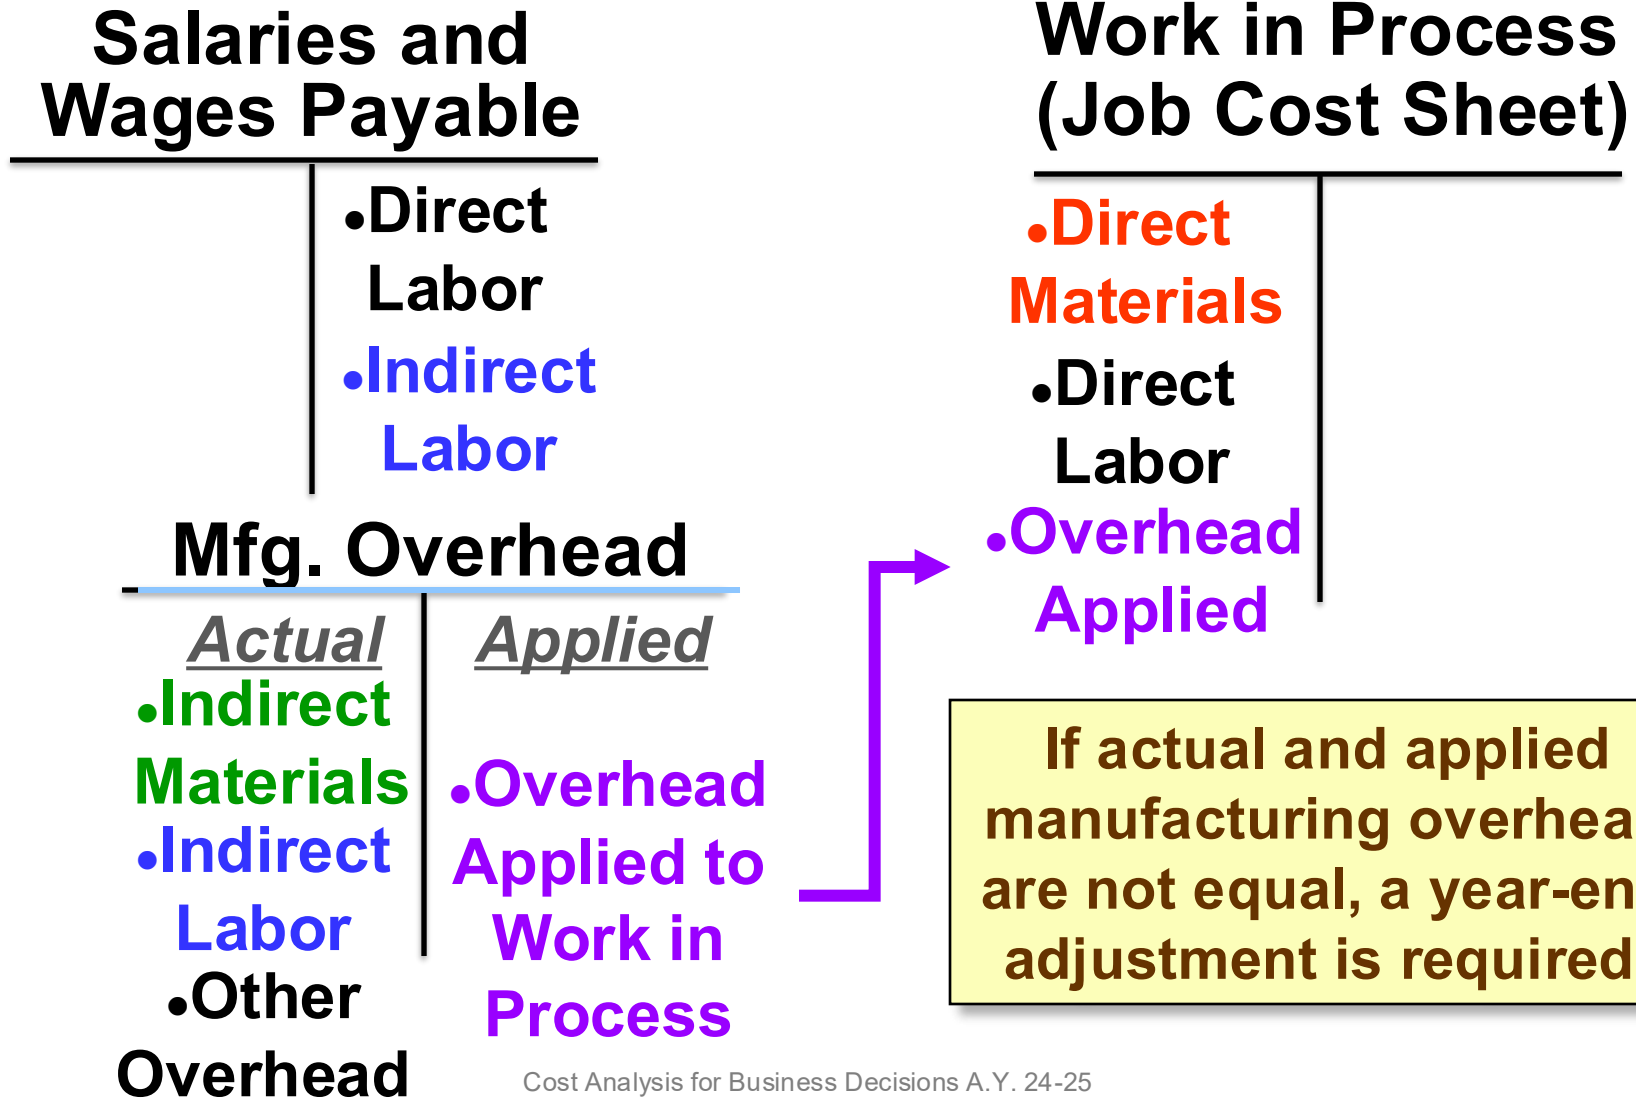 Salaries and
Wages Payable
•Direct
Labor
•Indirect
Labor
Mfg. Overhead
Actual
Applied
•Indirect
Materials
•Indirect
Labor
•Other
Overhead
•Overhead
Applied to
Work in
Process
Work in Process
(Job Cost Sheet)
•Direct
Materials
•Direct
Labor
•Overhead
Applied
If actual and applied
manufacturing overhea
are not equal, a year-en
adjustment is required
Cost Analysis for Business Decisions A.Y. 24-25